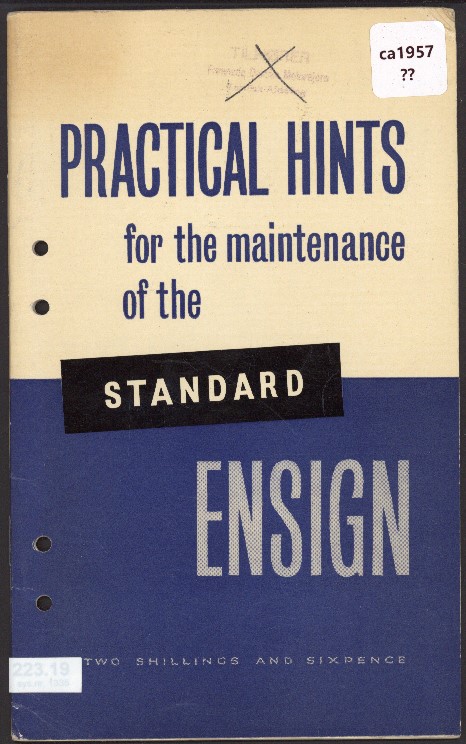 ca1957
??
PRACTICAL HINTS
for the maintenance
of the
STANDARD
ENSIGN
TWO SHILLINGS AND SIXPENCE
223.19